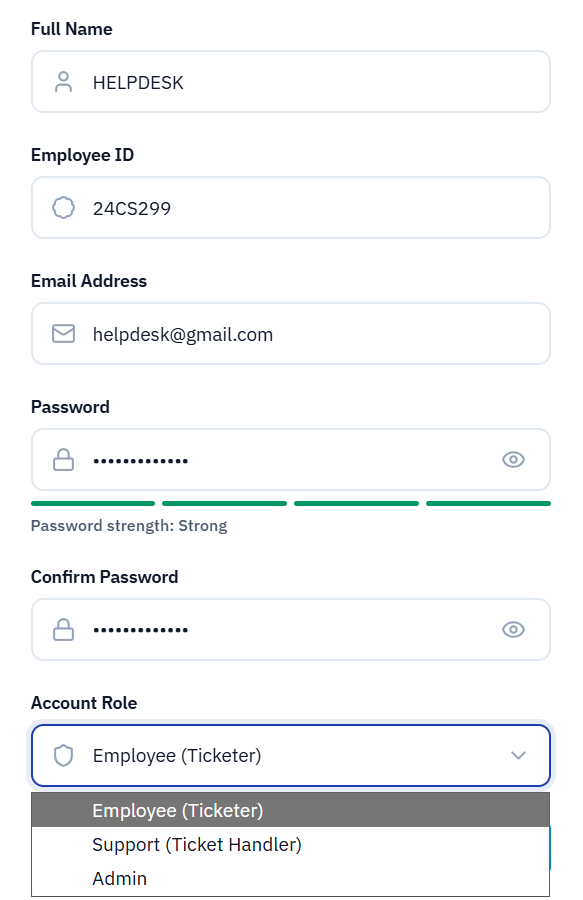 Full Name
HELPDESK
Employee ID
24CS299
Email Address
helpdesk@gmail.com
Password
•••••••••••••
Password strength: Strong
Confirm Password
•••••••••••••
Account Role
Employee (Ticketer)
Employee (Ticketer)
Support (Ticket Handler)
Admin